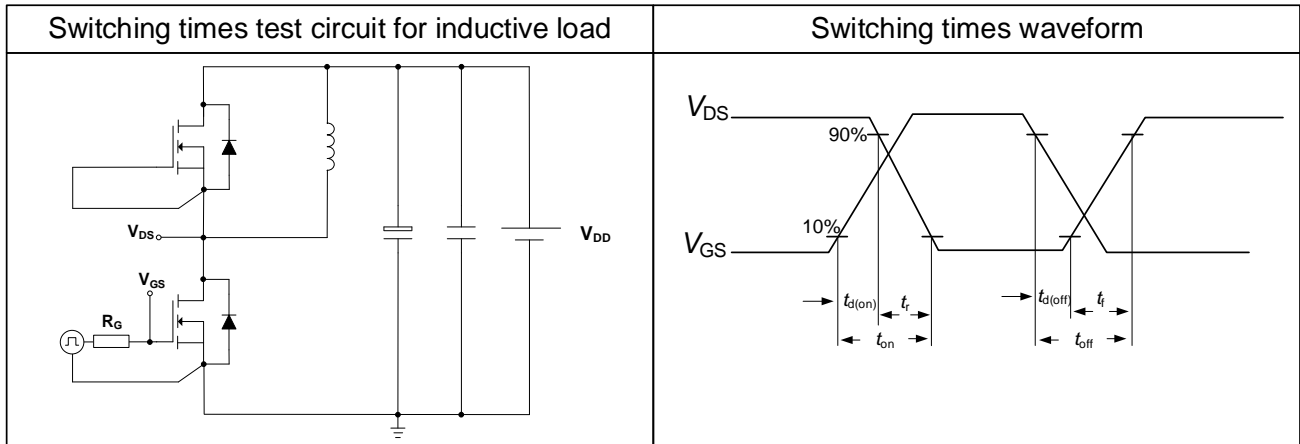 Switching times test circuit for inductive load
Switching times waveform
VDS
VDD
VGS
RG
VDS
90%
10%
VGS
td(on)
tr
td(off)
tf
ton
toff